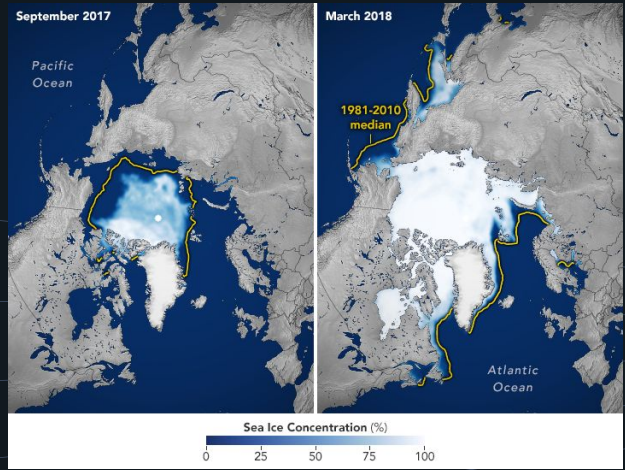 September 2017
March 2018
Pacific
Ocean
1981-2010
median
Atlantic
Ocean
Sea Ice Concentration (%)
0 25 50 75 100